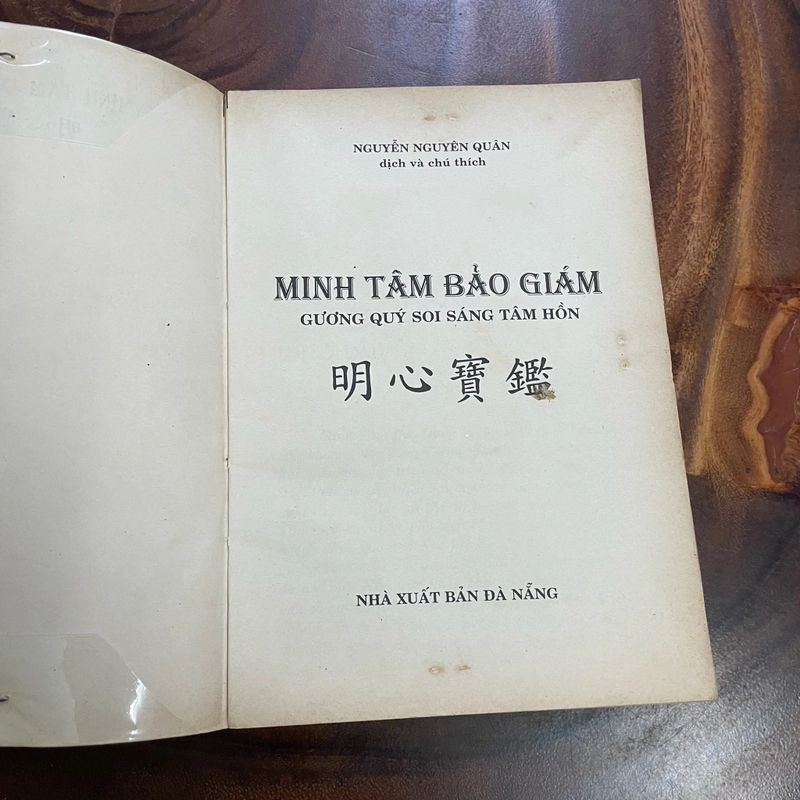 NGUYỄN NGUYÊN QUÂN
dịch và chú thích
MINH TÂM BẢO GIÁM
GƯƠNG QUÝ SOI SÁNG TÂM HỒN
明心寶鑑
NHÀ XUẤT BẢN ĐÀ NẴNG